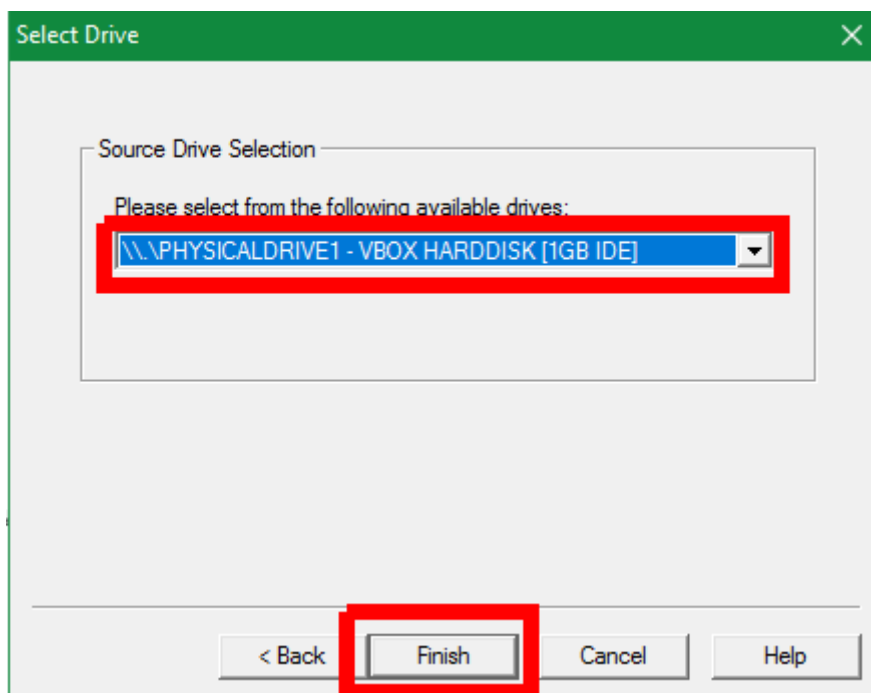 Select Drive
Source Drive Selection
Please select from the following available drives:
\\.\PHYSICALDRIVE1 - VBOX HARDDISK [1GB IDE]
< Back Finish Cancel Help